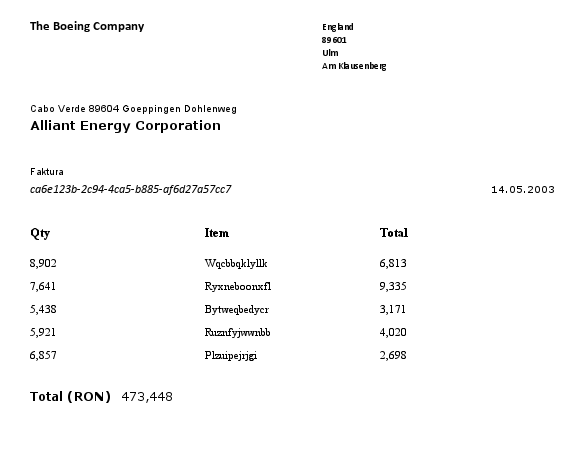 The Boeing Company
England
89601
Ulm
Am Klausenberg
Cabo Verde 89604 Goeppingen Dohlenweg
Alliant Energy Corporation
Faktura
ca6e123b-2c94-4ca5-b885-af6d27a57cc7 14.05.2003
Qty Item Total
8,902 Wqcbbqklyllk 6,813
7,641 Ryxneboonxfl 9,335
5,438 Bytweqbedycr 3,171
5,921 Ruznfyjwwnbb 4,020
6,857 Plzuipejrjgi 2,698
Total (RON) 473,448